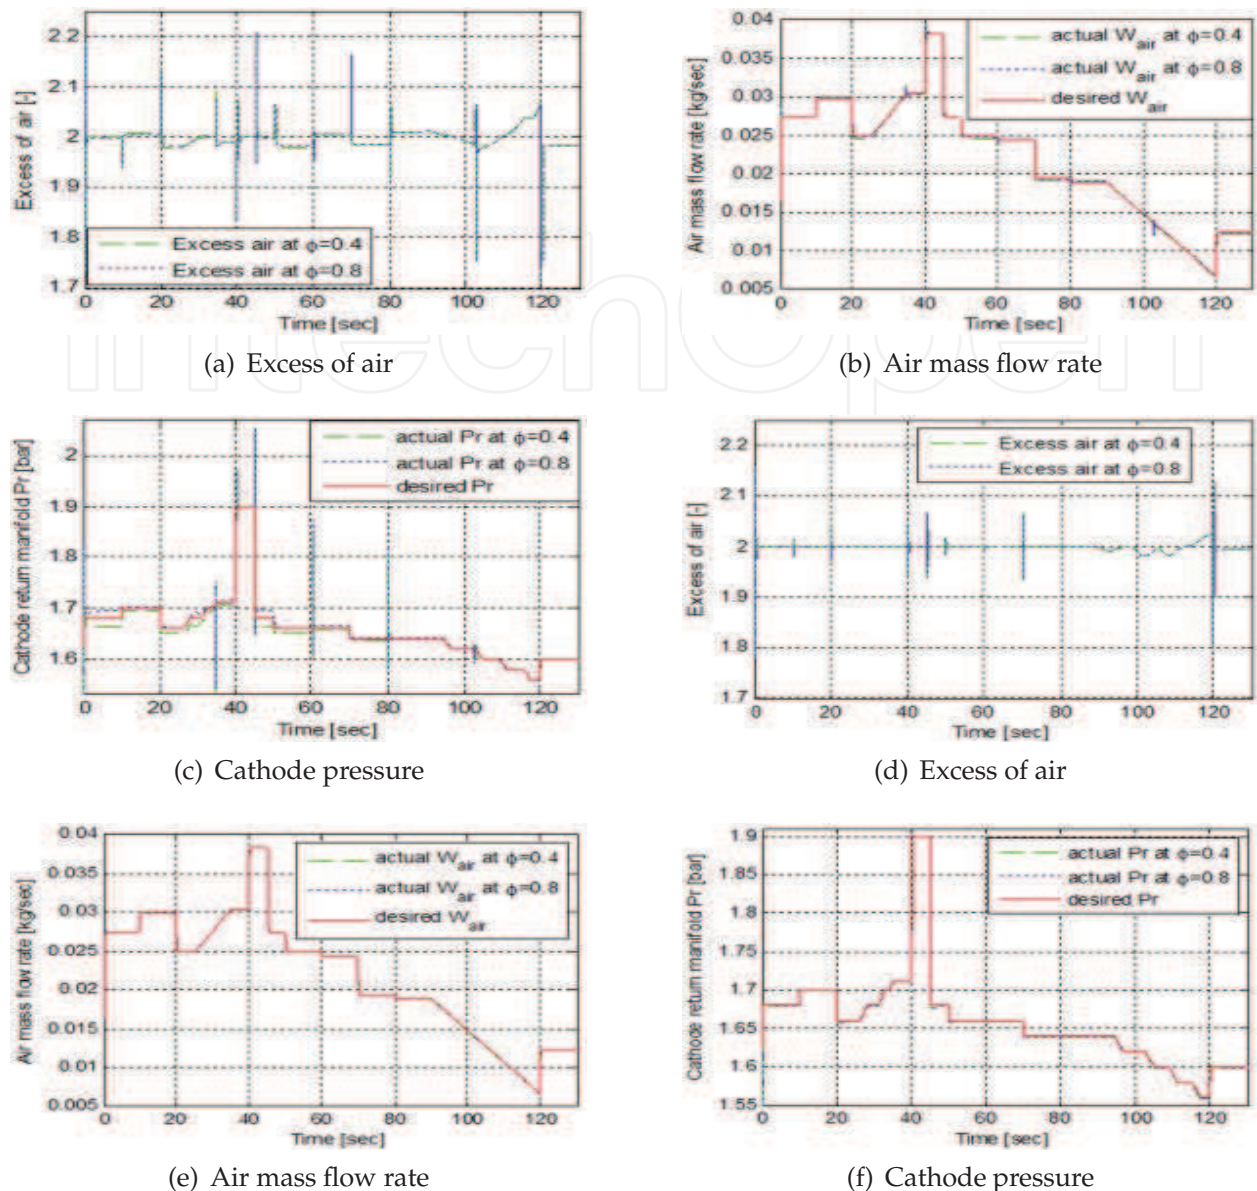 2.2
2.1
2
1.9
1.8
1.7
Excess of air [-]
Excess air at ϕ=0.4
Excess air at ϕ=0.8
0 20 40 60 80 100 120
Time [sec]
(a) Excess of air
0.04
0.035
0.03
0.025
0.02
0.015
0.01
0.005
Air mass flow rate [kg/sec]
actual W_air at ϕ=0.4
actual W_air at ϕ=0.8
desired W_air
0 20 40 60 80 100 120
Time [sec]
(b) Air mass flow rate
intechopen
2
1.9
1.8
1.7
1.6
Cathode return manifold Pr [bar]
actual Pr at ϕ=0.4
actual Pr at ϕ=0.8
desired Pr
0 20 40 60 80 100 120
Time [sec]
(c) Cathode pressure
2.2
2.1
2
1.9
1.8
1.7
Excess of air [-]
Excess air at ϕ=0.4
Excess air at ϕ=0.8
0 20 40 60 80 100 120
Time [sec]
(d) Excess of air
0.04
0.035
0.03
0.025
0.02
0.015
0.01
0.005
Air mass flow rate [kg/sec]
actual W_air at ϕ=0.4
actual W_air at ϕ=0.8
desired W_air
0 20 40 60 80 100 120
Time [sec]
(e) Air mass flow rate
1.9
1.85
1.8
1.75
1.7
1.65
1.6
1.55
Cathode return manifold Pr [bar]
actual Pr at ϕ=0.4
actual Pr at ϕ=0.8
desired Pr
0 20 40 60 80 100 120
Time [sec]
(f) Cathode pressure